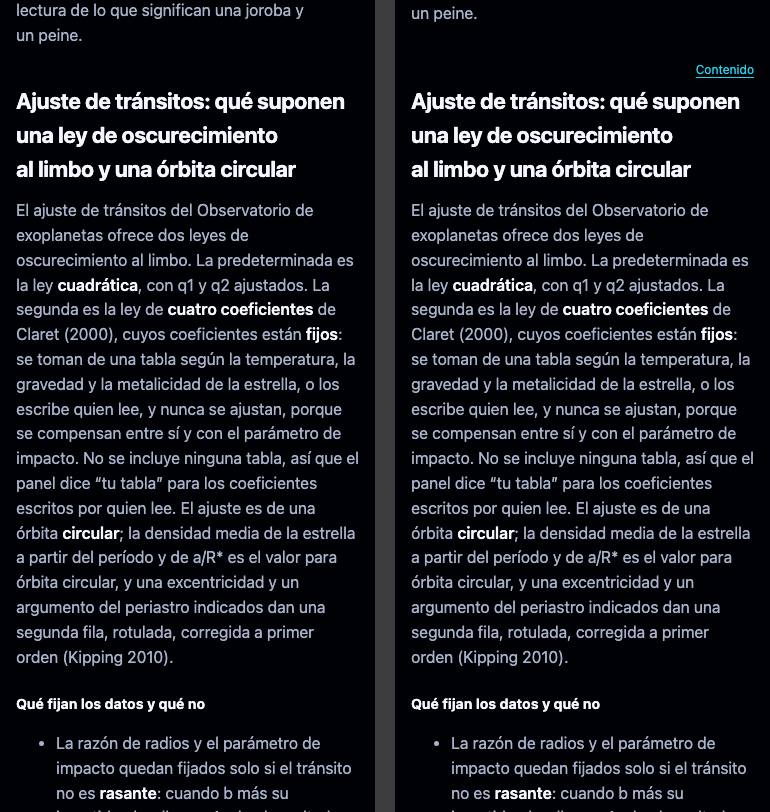 lectura de lo que significan una joroba y
un peine.
Ajuste de tránsitos: qué suponen
una ley de oscurecimiento
al limbo y una órbita circular
El ajuste de tránsitos del Observatorio de
exoplanetas ofrece dos leyes de
oscurecimiento al limbo. La predeterminada es
la ley cuadrática, con q1 y q2 ajustados. La
segunda es la ley de cuatro coeficientes de
Claret (2000), cuyos coeficientes están fijos:
se toman de una tabla según la temperatura, la
gravedad y la metalicidad de la estrella, o los
escribe quien lee, y nunca se ajustan, porque
se compensan entre sí y con el parámetro de
impacto. No se incluye ninguna tabla, así que el
panel dice “tu tabla” para los coeficientes
escritos por quien lee. El ajuste es de una
órbita circular; la densidad media de la estrella
a partir del período y de a/R* es el valor para
órbita circular, y una excentricidad y un
argumento del periastro indicados dan una
segunda fila, rotulada, corregida a primer
orden (Kipping 2010).
Qué fijan los datos y qué no
• La razón de radios y el parámetro de
impacto quedan fijados solo si el tránsito
no es rasante: cuando b más su
un peine.
Contenido
Ajuste de tránsitos: qué suponen
una ley de oscurecimiento
al limbo y una órbita circular
El ajuste de tránsitos del Observatorio de
exoplanetas ofrece dos leyes de
oscurecimiento al limbo. La predeterminada es
la ley cuadrática, con q1 y q2 ajustados. La
segunda es la ley de cuatro coeficientes de
Claret (2000), cuyos coeficientes están fijos:
se toman de una tabla según la temperatura, la
gravedad y la metalicidad de la estrella, o los
escribe quien lee, y nunca se ajustan, porque
se compensan entre sí y con el parámetro de
impacto. No se incluye ninguna tabla, así que el
panel dice “tu tabla” para los coeficientes
escritos por quien lee. El ajuste es de una
órbita circular; la densidad media de la estrella
a partir del período y de a/R* es el valor para
órbita circular, y una excentricidad y un
argumento del periastro indicados dan una
segunda fila, rotulada, corregida a primer
orden (Kipping 2010).
Qué fijan los datos y qué no
• La razón de radios y el parámetro de
impacto quedan fijados solo si el tránsito
no es rasante: cuando b más su